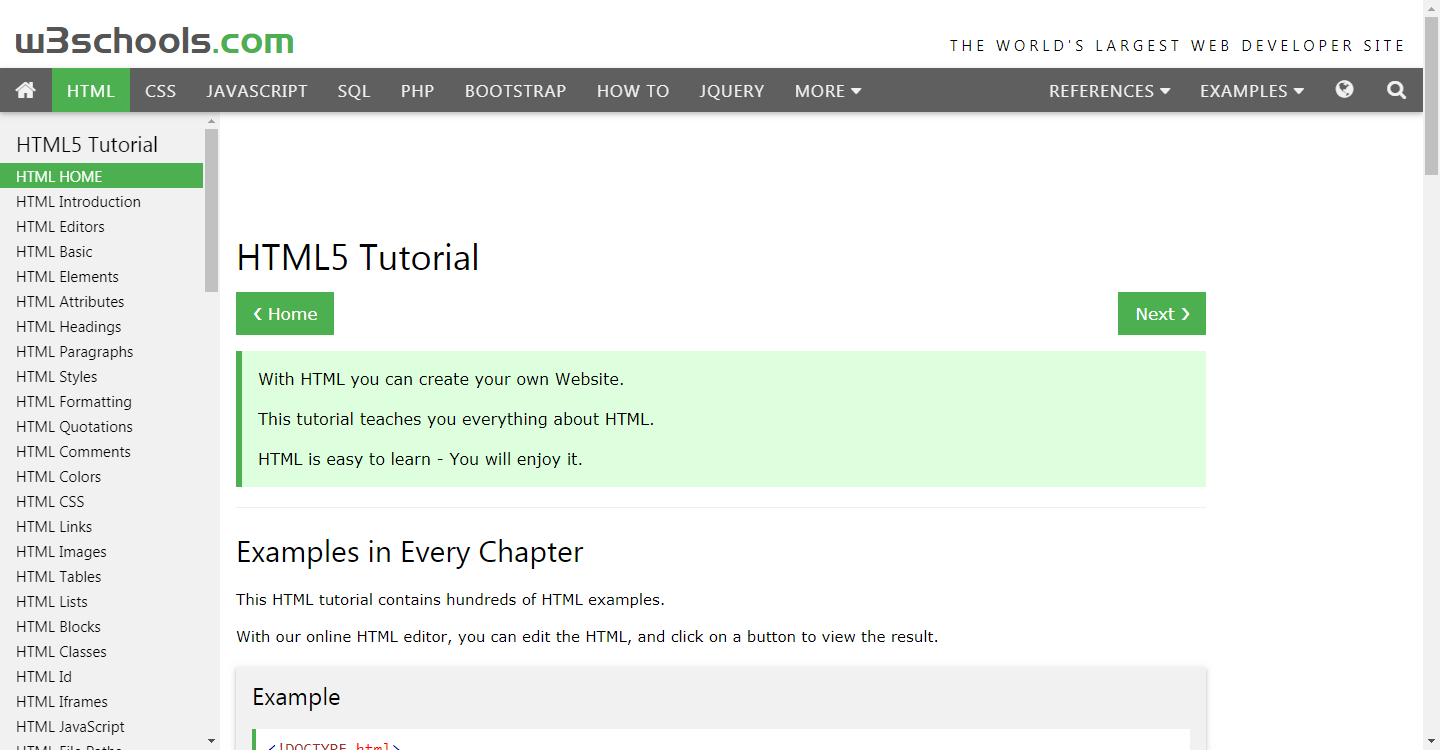 w3schools.com
THE WORLD'S LARGEST WEB DEVELOPER SITE
HTML CSS JAVASCRIPT SQL PHP BOOTSTRAP HOW TO JQUERY MORE REFERENCES EXAMPLES
HTML5 Tutorial
HTML HOME
HTML Introduction
HTML Editors
HTML Basic
HTML Elements
HTML Attributes
HTML Headings
HTML Paragraphs
HTML Styles
HTML Formatting
HTML Quotations
HTML Comments
HTML Colors
HTML CSS
HTML Links
HTML Images
HTML Tables
HTML Lists
HTML Blocks
HTML Classes
HTML Id
HTML Iframes
HTML JavaScript
HTML File Paths
HTML5 Tutorial
❮ Home Next ❯
With HTML you can create your own Website.
This tutorial teaches you everything about HTML.
HTML is easy to learn - You will enjoy it.
Examples in Every Chapter
This HTML tutorial contains hundreds of HTML examples.
With our online HTML editor, you can edit the HTML, and click on a button to view the result.
Example
<!DOCTYPE html>